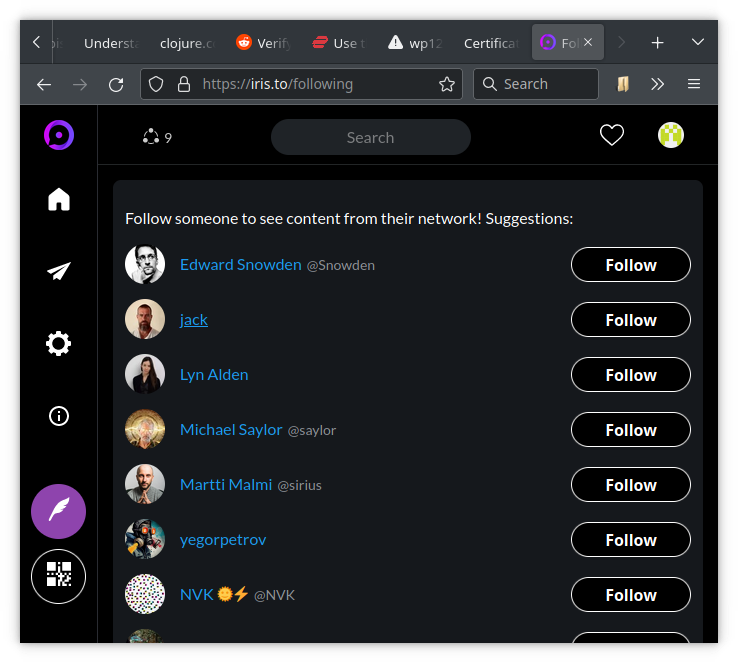 Understa
clojure.c
Verify
Use t
wp12
Certificat
Fol
https://iris.to/following
Search
9
Search
Follow someone to see content from their network! Suggestions:
Edward Snowden @Snowden
Follow
jack
Follow
Lyn Alden
Follow
Michael Saylor @saylor
Follow
Martti Malmi @sirius
Follow
yegorpetrov
Follow
NVK 🌞⚡ @NVK
Follow